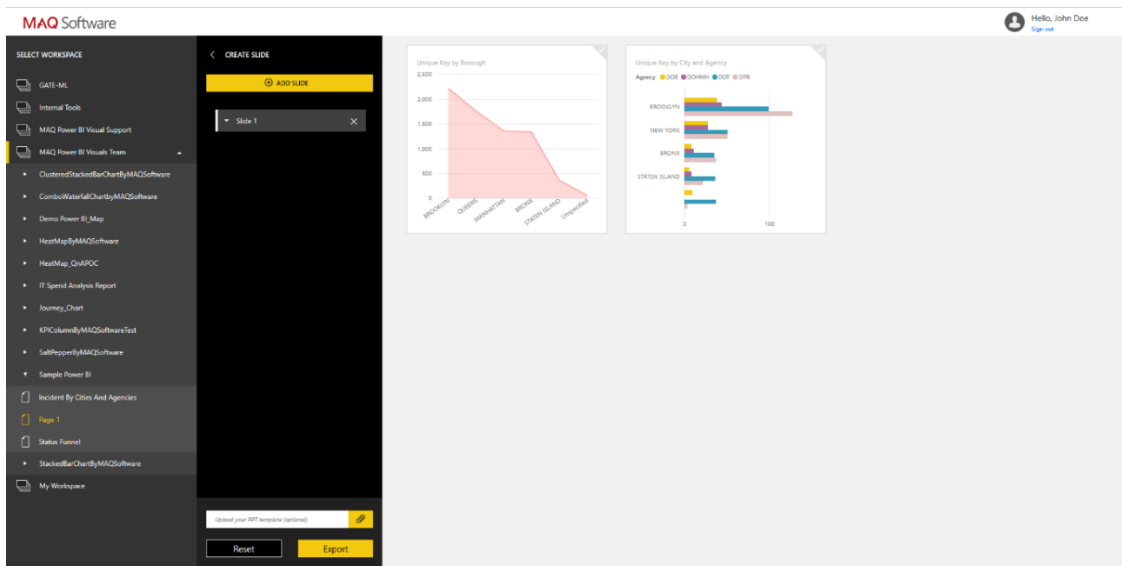 MAQ Software
Hello, John Doe
Sign out
SELECT WORKSPACE
GATE-ML
Internal Tools
MAQ Power BI Visual Support
MAQ Power BI Visuals Team
ClusteredStackedBarChartByMAQSoftware
ComboWaterfallChartbyMAQSoftware
Demo Power BI_Map
HeatMapByMAQSoftware
HeatMap_QnAPOC
IT Spend Analysis Report
Journey_Chart
KPIColumnByMAQSoftwareTest
SaltPepperByMAQSoftware
Sample Power BI
Incident By Cities And Agencies
Page 1
Status Funnel
StackedBarChartByMAQSoftware
My Workspace
CREATE SLIDE
ADD SLIDE
Slide 1
Upload your PPT template (optional)
Reset
Export
Unique Key by Borough
2,500
2,000
1,500
1,000
500
0
BROOKLYN
QUEENS
MANHATTAN
BRONX
STATEN ISLAND
Unspecified
Unique Key by City and Agency
Agency DOB DOHMH DOT DPR
BROOKLYN
NEW YORK
BRONX
STATEN ISLAND
0 100